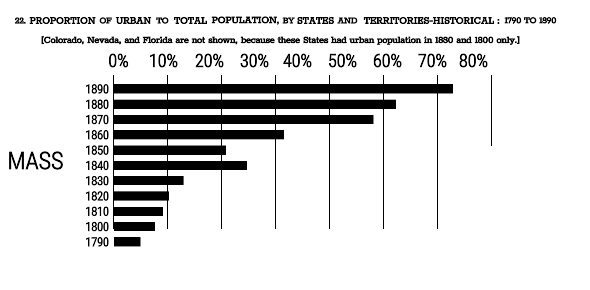 22. PROPORTION OF URBAN TO TOTAL POPULATION, BY STATES AND TERRITORIES-HISTORICAL: 1790 TO 1890
[Colorado, Nevada, and Florida are not shown, because these States had urban population in 1880 and 1800 only.]
0% 10% 20% 30% 40% 50% 60% 70% 80%
1890
1880
1870
1860
1850
MASS
1840
1830
1820
1810
1800
1790